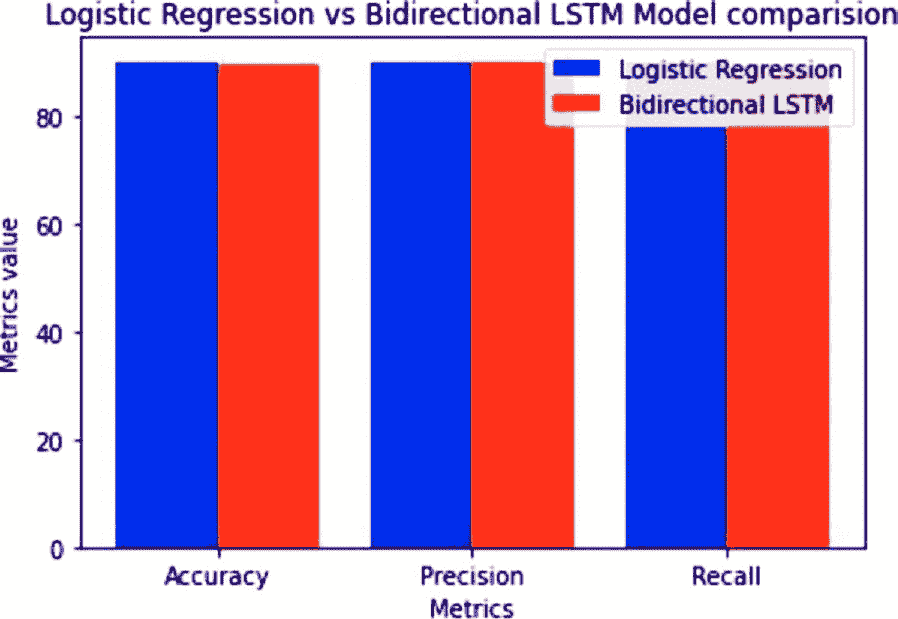 Logistic Regression vs Bidirectional LSTM Model comparision
Logistic Regression
Bidirectional LSTM
Metrics value
80
60
40
20
0
Accuracy Precision Recall
Metrics